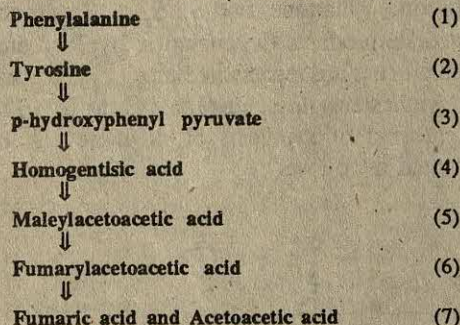 Phenylalanine (1)
⇓
Tyrosine (2)
⇓
p-hydroxyphenyl pyruvate (3)
⇓
Homogentisic acid (4)
⇓
Maleylacetoacetic acid (5)
⇓
Fumarylacetoacetic acid (6)
⇓
Fumaric acid and Acetoacetic acid (7)